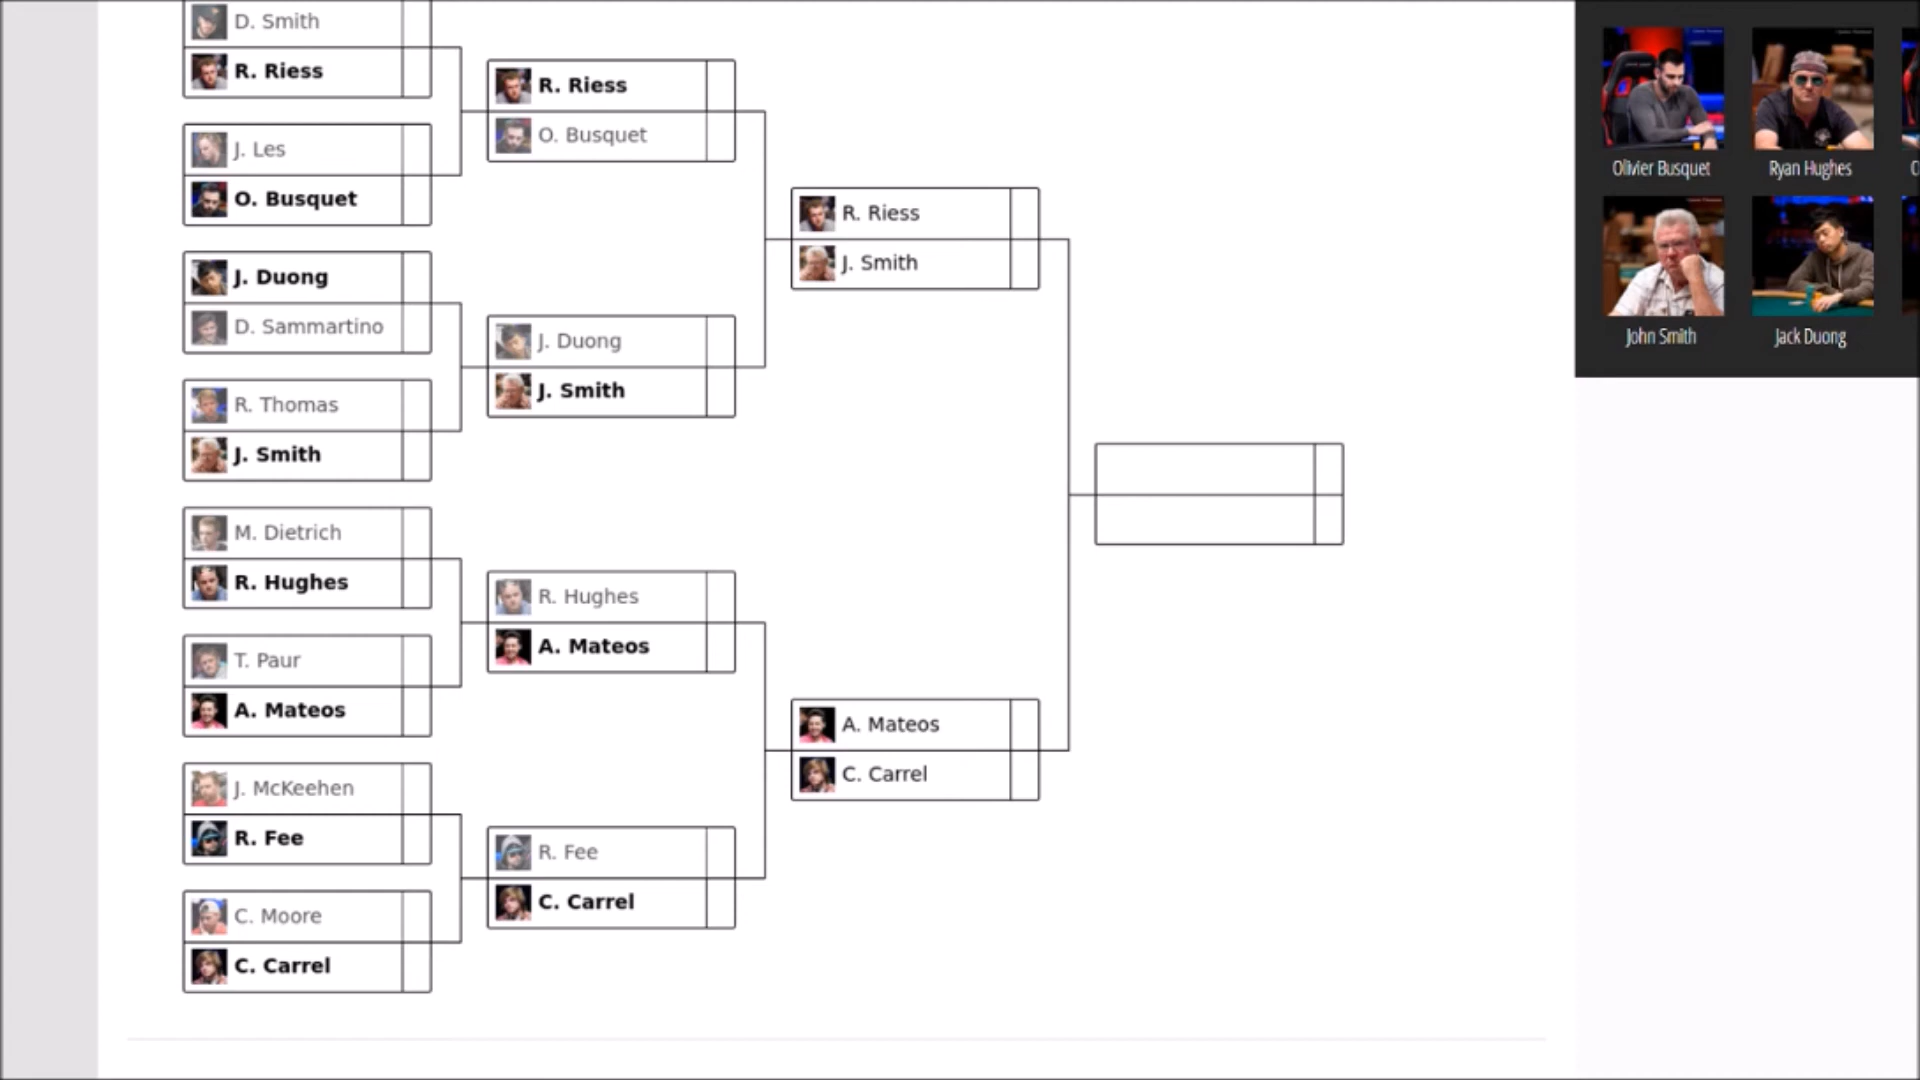 D. Smith
R. Riess
J. Les
O. Busquet
J. Duong
D. Sammartino
R. Thomas
J. Smith
M. Dietrich
R. Hughes
T. Paur
A. Mateos
J. McKeehen
R. Fee
C. Moore
C. Carrel
R. Riess
O. Busquet
J. Duong
J. Smith
R. Hughes
A. Mateos
R. Fee
C. Carrel
R. Riess
J. Smith
A. Mateos
C. Carrel
Olivier Busquet
Ryan Hughes
John Smith
Jack Duong